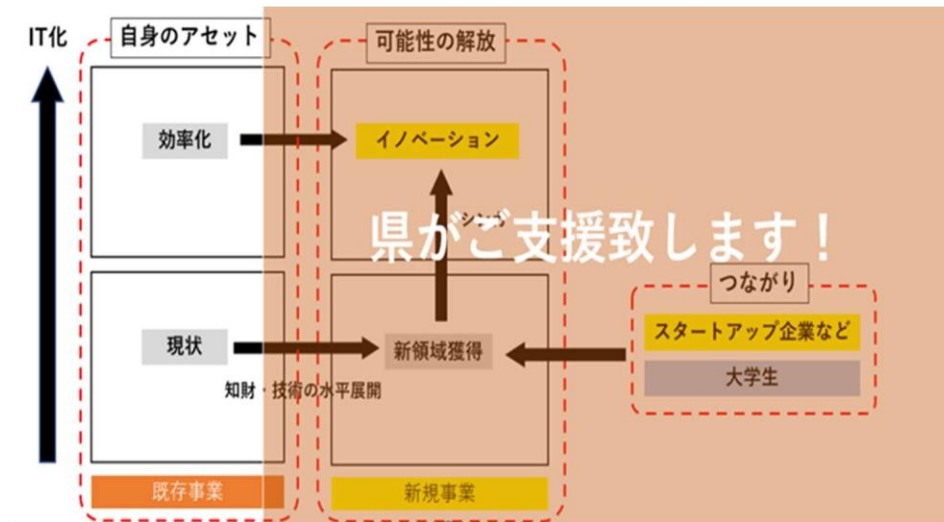 IT化
自身のアセット
可能性の解放
効率化
イノベーション
シンカ
県がご支援致します！
つながり
スタートアップ企業など
大学生
現状
新領域獲得
知財・技術の水平展開
既存事業
新規事業